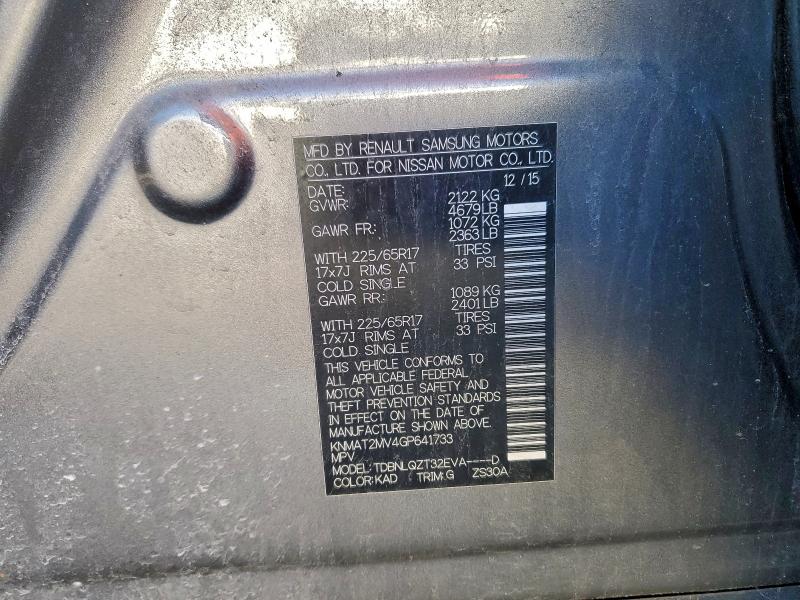 MFD BY RENAULT SAMSUNG MOTORS
CO., LTD. FOR NISSAN MOTOR CO., LTD.
DATE: 12/15
GVWR: 2122 KG
4679LB
GAWR FR: 1072 KG
2363 LB
WITH 225/65R17 TIRES
17x7J RIMS AT 33 PSI
COLD SINGLE
GAWR RR: 1089 KG
2401 LB
WITH 225/65R17 TIRES
17x7J RIMS AT 33 PSI
COLD SINGLE
THIS VEHICLE CONFORMS TO
ALL APPLICABLE FEDERAL
MOTOR VEHICLE SAFETY AND
THEFT PREVENTION STANDARDS
IN EFFECT ON THE DATE OF
MANUFACTURE SHOWN ABOVE.
KNMAT2MV4GP641733
MPV
MODEL: TDBNLQZT32EVA----D
COLOR: KAD TRIM: G ZS30A